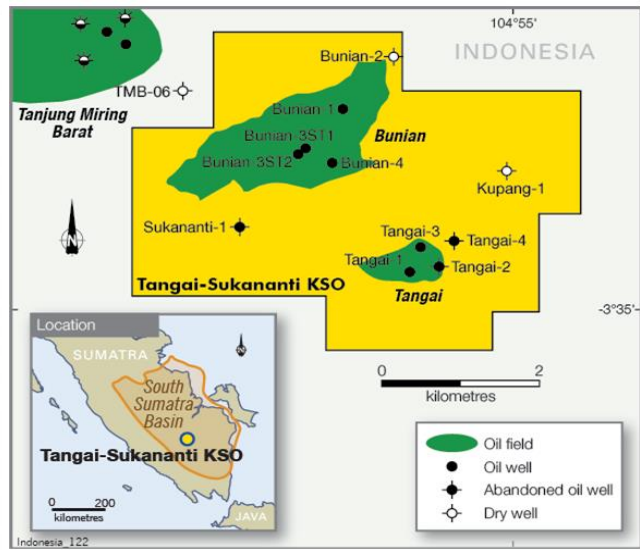 104°55'
INDONESIA
Bunian-2
TMB-06
Tanjung Miring
Barat
Bunian 1
Bunian
Bunian 3ST1
Bunian 3ST2
Bunian-4
Kupang-1
Sukananti-1
Tangai-3
Tangai-4
Tangai 1
Tangai-2
Tangai-Sukananti KSO
Tangai
-3°35'
N
Location
SUMATRA
South
Sumatra
Basin
Tangai-Sukananti KSO
0 200
kilometres
JAVA
0 2
kilometres
Oil field
Oil well
Abandoned oil well
Dry well
Indonesia_122